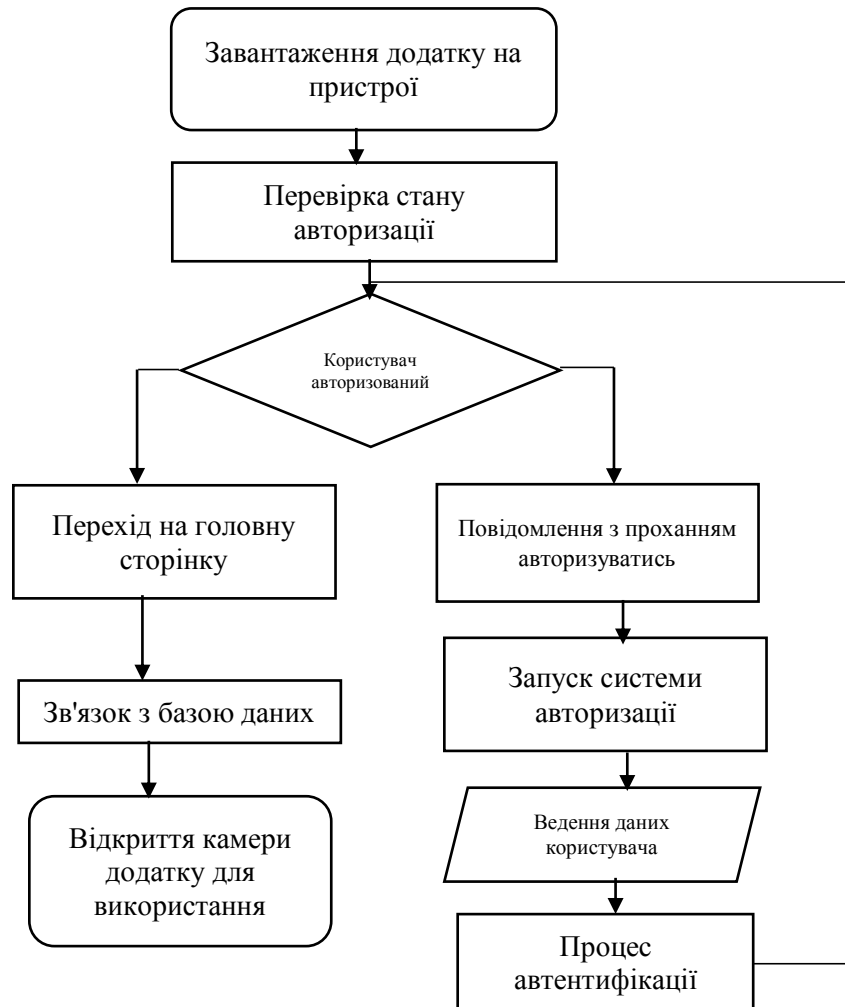 Завантаження додатку на
пристрої
Перевірка стану
авторизації
Користувач
авторизований
Перехід на головну
сторінку
Зв'язок з базою даних
Відкриття камери
додатку для
використання
Повідомлення з проханням
авторизуватись
Запуск системи
авторизації
Ведення даних
користувача
Процес
автентифікації